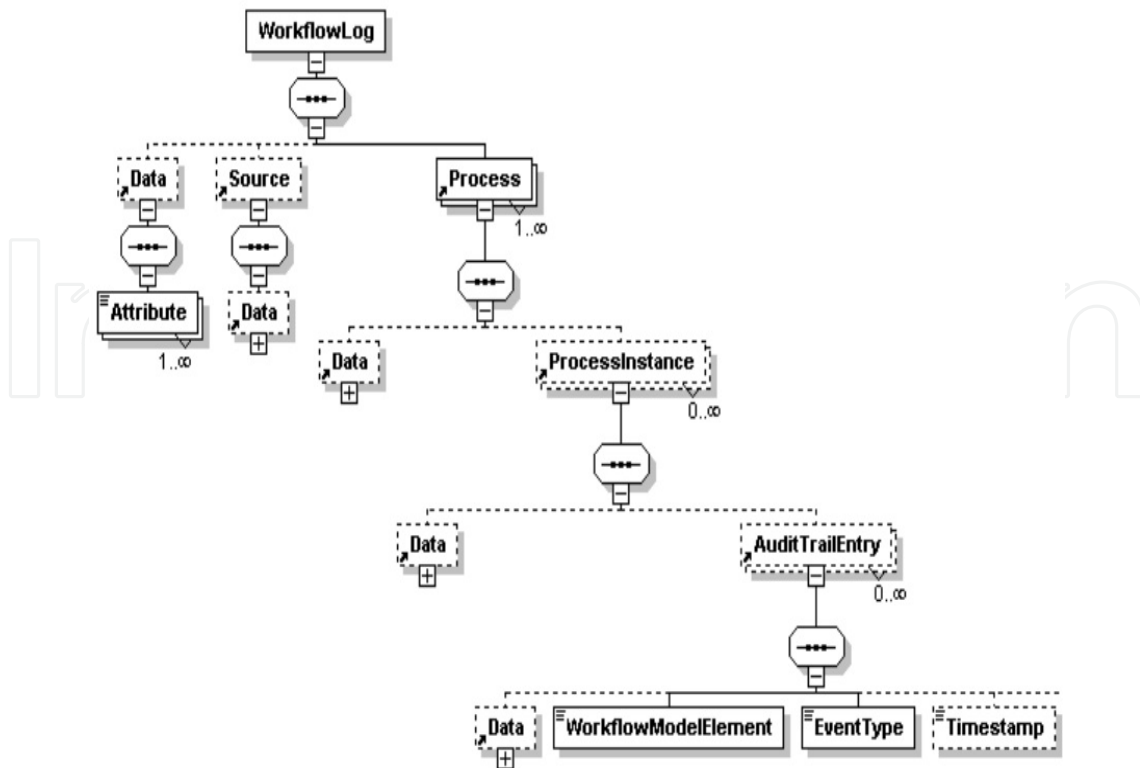 WorkflowLog
Data
Source
Process
1..∞
Attribute
1..∞
Data
Data
ProcessInstance
0..∞
Data
AuditTrailEntry
0..∞
Data
WorkflowModelElement
EventType
Timestamp